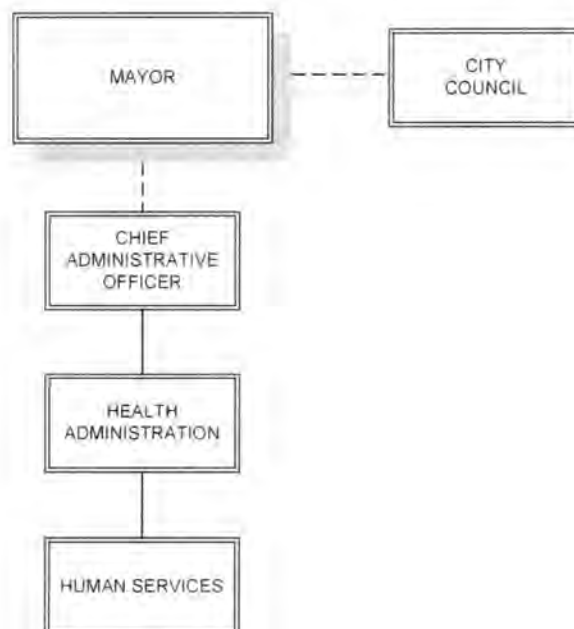 MAYOR
CITY
COUNCIL
CHIEF
ADMINISTRATIVE
OFFICER
HEALTH
ADMINISTRATION
HUMAN SERVICES